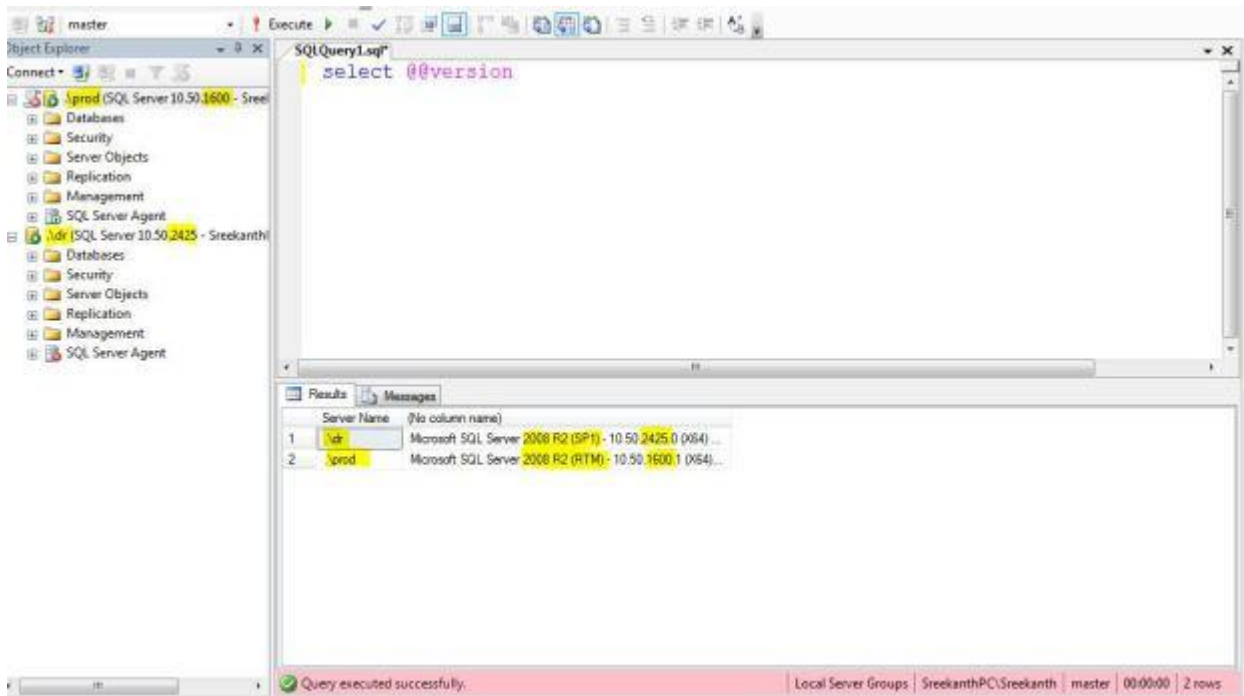 master
Execute
Object Explorer
Connect
.\prod (SQL Server 10.50.1600 - Sreel
Databases
Security
Server Objects
Replication
Management
SQL Server Agent
.\dr (SQL Server 10.50.2425 - Sreekanthl
Databases
Security
Server Objects
Replication
Management
SQL Server Agent
SQLQuery1.sql*
select @@version
Results
Messages
Server Name (No column name)
1 .\dr Microsoft SQL Server 2008 R2 (SP1) - 10.50.2425.0 (X64) ...
2 .\prod Microsoft SQL Server 2008 R2 (RTM) - 10.50.1600.1 (X64)...
Query executed successfully.
Local Server Groups
SreekanthPC\Sreekanth
master
00:00:00
2 rows